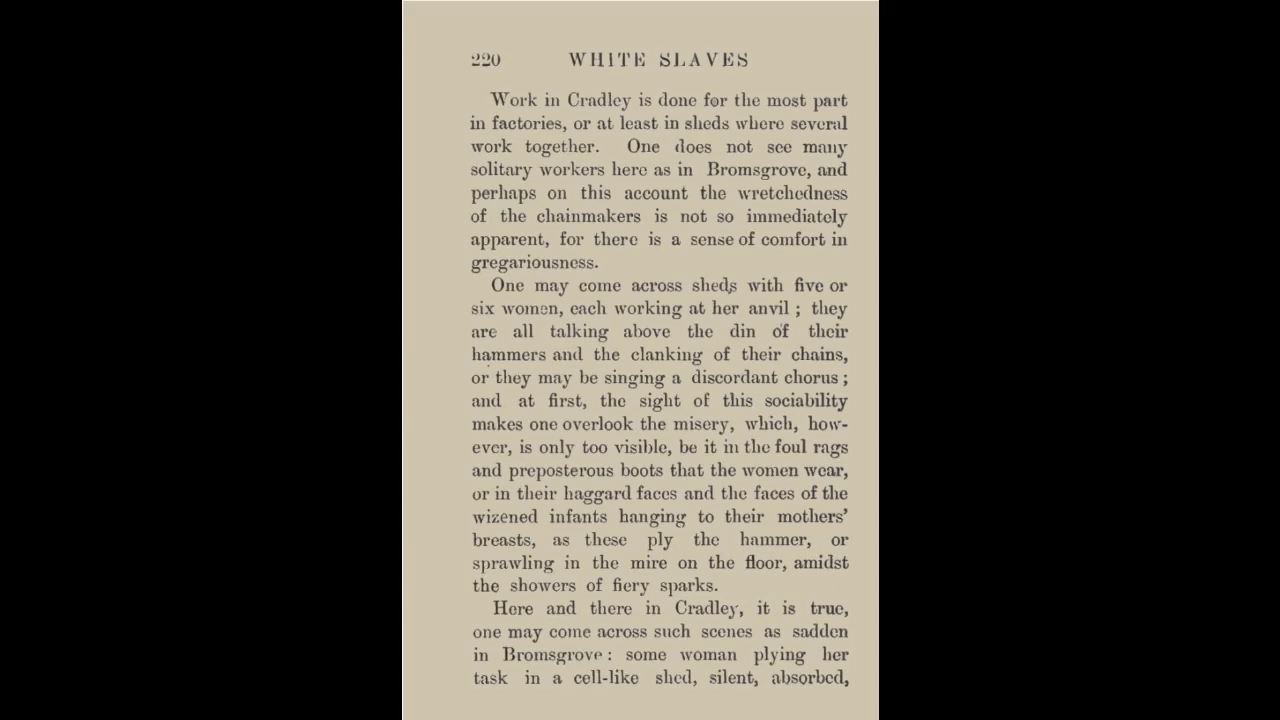 220 WHITE SLAVES
Work in Cradley is done for the most part
in factories, or at least in sheds where several
work together. One does not see many
solitary workers here as in Bromsgrove, and
perhaps on this account the wretchedness
of the chainmakers is not so immediately
apparent, for there is a sense of comfort in
gregariousness.
One may come across sheds with five or
six women, each working at her anvil ; they
are all talking above the din of their
hammers and the clanking of their chains,
or they may be singing a discordant chorus ;
and at first, the sight of this sociability
makes one overlook the misery, which, how-
ever, is only too visible, be it in the foul rags
and preposterous boots that the women wear,
or in their haggard faces and the faces of the
wizened infants hanging to their mothers’
breasts, as these ply the hammer, or
sprawling in the mire on the floor, amidst
the showers of fiery sparks.
Here and there in Cradley, it is true,
one may come across such scenes as sadden
in Bromsgrove : some woman plying her
task in a cell-like shed, silent, absorbed,